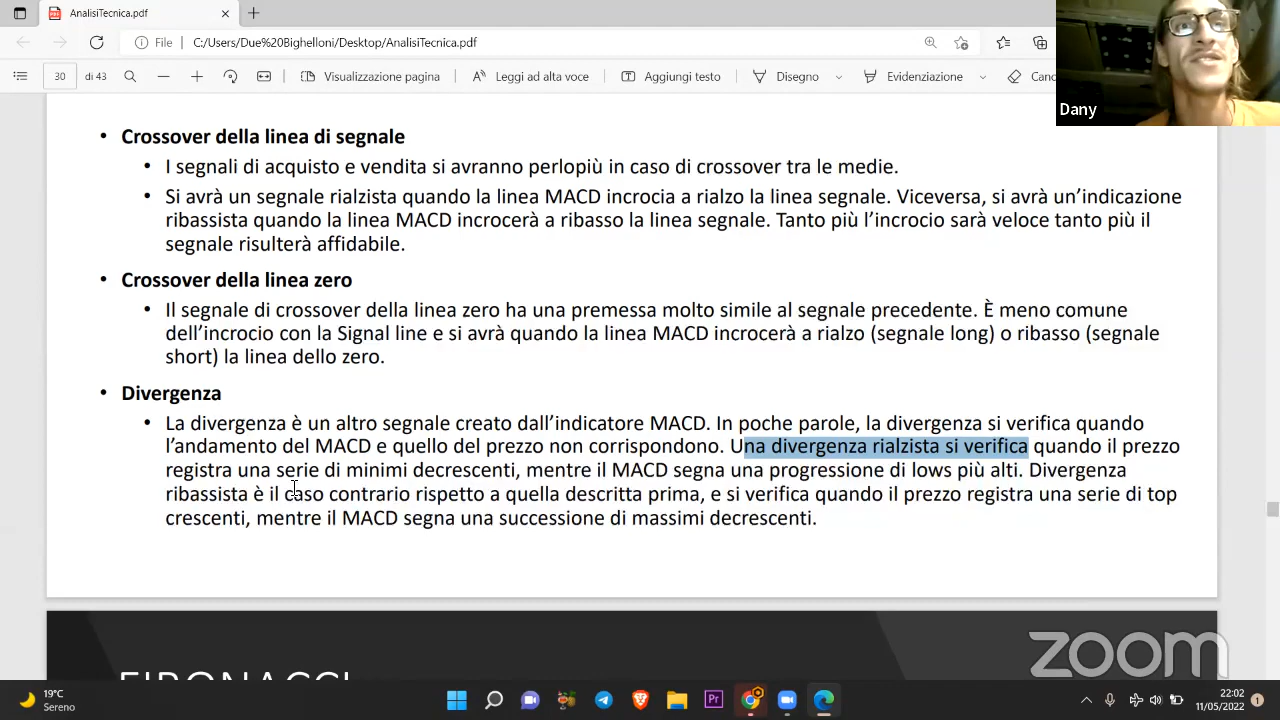 AnalisiTecnica.pdf
File
C:/Users/Due%20Bighelloni/Desktop/AnalisiTecnica.pdf
30
di 43
Visualizzazione pagina
Leggi ad alta voce
Aggiungi testo
Disegno
Evidenziazione
Canc
Dany
• Crossover della linea di segnale
• I segnali di acquisto e vendita si avranno perlopiù in caso di crossover tra le medie.
• Si avrà un segnale rialzista quando la linea MACD incrocia a rialzo la linea segnale. Viceversa, si avrà un’indicazione
ribassista quando la linea MACD incrocerà a ribasso la linea segnale. Tanto più l’incrocio sarà veloce tanto più il
segnale risulterà affidabile.
• Crossover della linea zero
• Il segnale di crossover della linea zero ha una premessa molto simile al segnale precedente. È meno comune
dell’incrocio con la Signal line e si avrà quando la linea MACD incrocerà a rialzo (segnale long) o ribasso (segnale
short) la linea dello zero.
• Divergenza
• La divergenza è un altro segnale creato dall’indicatore MACD. In poche parole, la divergenza si verifica quando
l’andamento del MACD e quello del prezzo non corrispondono. Una divergenza rialzista si verifica quando il prezzo
registra una serie di minimi decrescenti, mentre il MACD segna una progressione di lows più alti. Divergenza
ribassista è il caso contrario rispetto a quella descritta prima, e si verifica quando il prezzo registra una serie di top
crescenti, mentre il MACD segna una successione di massimi decrescenti.
FIBONACCI
zoom
19°C
Sereno
Pr
22:02
11/05/2022
1